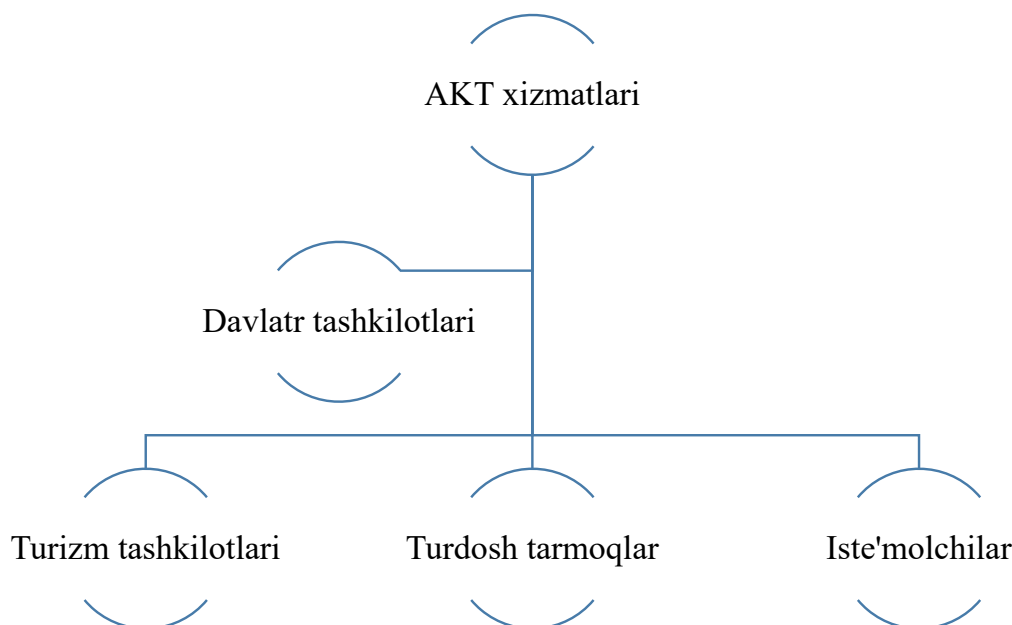 AKT xizmatlari
Davlatr tashkilotlari
Turizm tashkilotlari
Turdosh tarmoqlar
Iste'molchilar